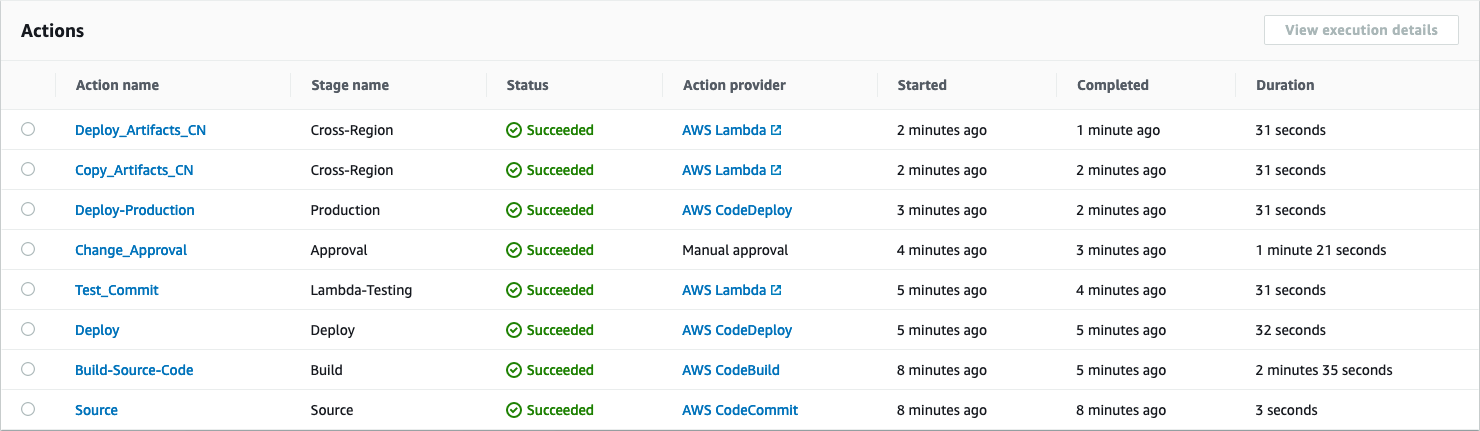 Actions View execution details
Action name Stage name Status Action provider Started Completed Duration
Deploy_Artifacts_CN Cross-Region Succeeded AWS Lambda 2 minutes ago 1 minute ago 31 seconds
Copy_Artifacts_CN Cross-Region Succeeded AWS Lambda 2 minutes ago 2 minutes ago 31 seconds
Deploy-Production Production Succeeded AWS CodeDeploy 3 minutes ago 2 minutes ago 31 seconds
Change_Approval Approval Succeeded Manual approval 4 minutes ago 3 minutes ago 1 minute 21 seconds
Test_Commit Lambda-Testing Succeeded AWS Lambda 5 minutes ago 4 minutes ago 31 seconds
Deploy Deploy Succeeded AWS CodeDeploy 5 minutes ago 5 minutes ago 32 seconds
Build-Source-Code Build Succeeded AWS CodeBuild 8 minutes ago 5 minutes ago 2 minutes 35 seconds
Source Source Succeeded AWS CodeCommit 8 minutes ago 8 minutes ago 3 seconds